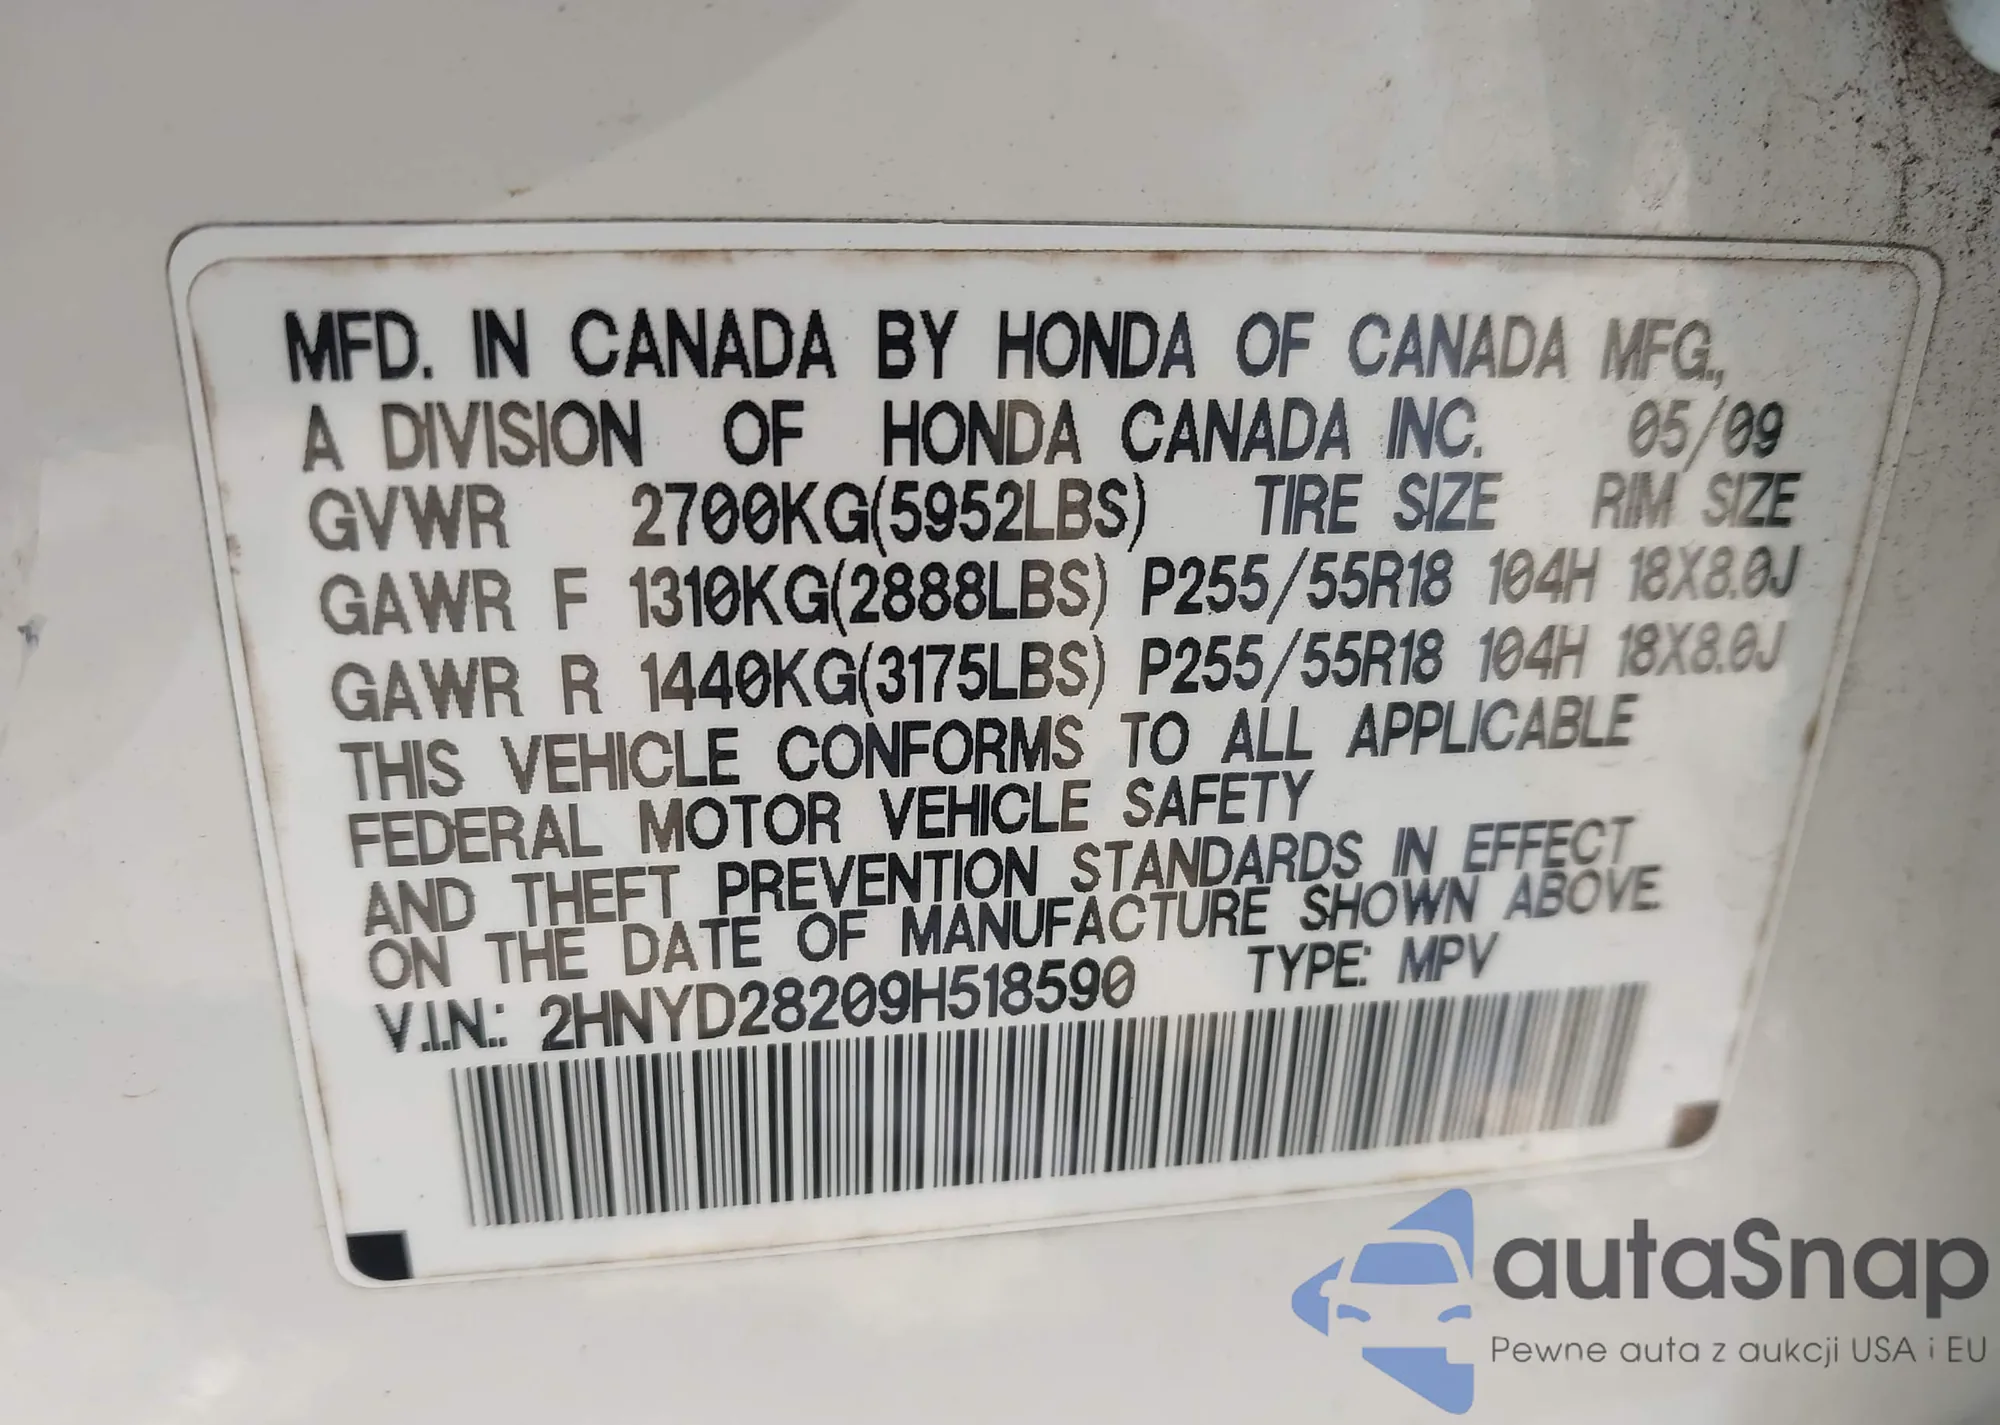 MFD. IN CANADA BY HONDA OF CANADA MFG.,
A DIVISION OF HONDA CANADA INC. 05/09
GVWR 2700KG(5952LBS) TIRE SIZE RIM SIZE
GAWR F 1310KG(2888LBS) P255/55R18 104H 18X8.0J
GAWR R 1440KG(3175LBS) P255/55R18 104H 18X8.0J
THIS VEHICLE CONFORMS TO ALL APPLICABLE
FEDERAL MOTOR VEHICLE SAFETY
AND THEFT PREVENTION STANDARDS IN EFFECT
ON THE DATE OF MANUFACTURE SHOWN ABOVE
V.I.N.: 2HNYD28209H518590 TYPE: MPV
autaSnap
Pewne auta z aukcji USA i EU